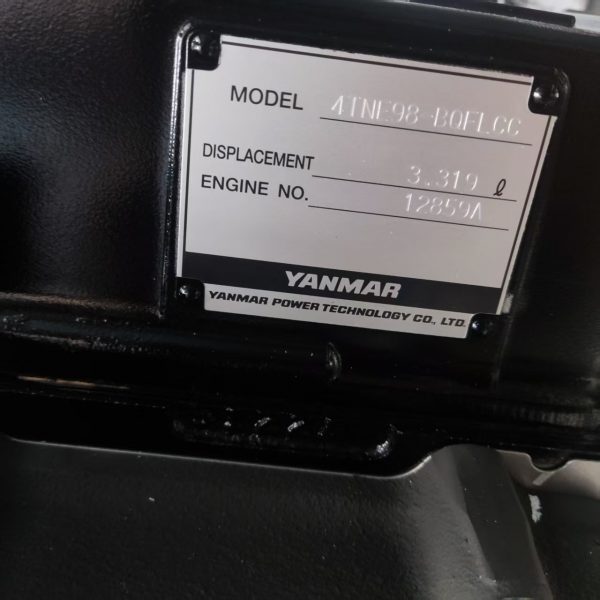 MODEL 4TNE98-BQFLCC
DISPLACEMENT 3.319 ℓ
ENGINE NO. 12859A
YANMAR
YANMAR POWER TECHNOLOGY CO., LTD.